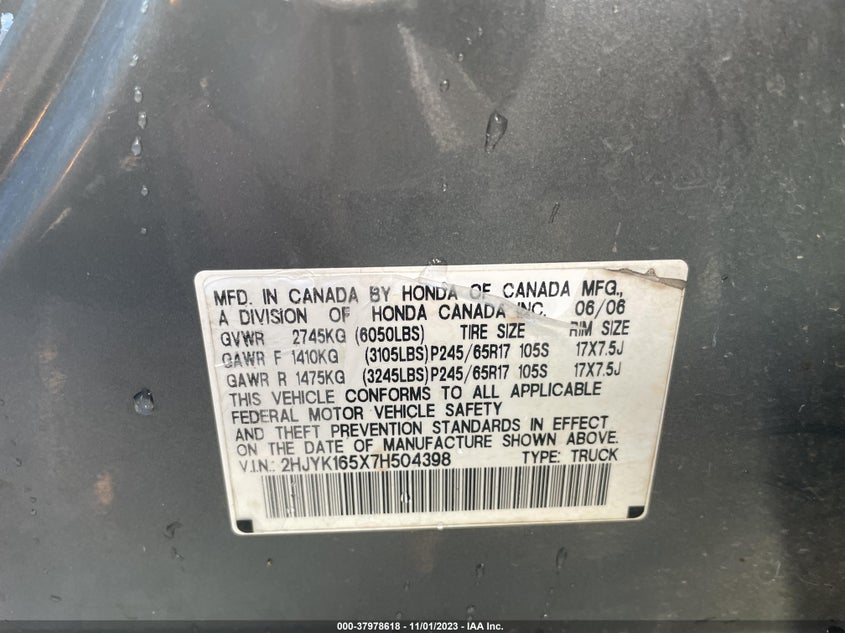 MFD. IN CANADA BY HONDA OF CANADA MFG.,
A DIVISION OF HONDA CANADA INC. 06/06
GVWR 2745KG (6050LBS) TIRE SIZE RIM SIZE
GAWR F 1410KG (3105LBS) P245/65R17 105S 17X7.5J
GAWR R 1475KG (3245LBS) P245/65R17 105S 17X7.5J
THIS VEHICLE CONFORMS TO ALL APPLICABLE
FEDERAL MOTOR VEHICLE SAFETY
AND THEFT PREVENTION STANDARDS IN EFFECT
ON THE DATE OF MANUFACTURE SHOWN ABOVE.
V.I.N.: 2HJYK165X7H504398 TYPE: TRUCK
000-37978618 - 11/01/2023 - IAA Inc.